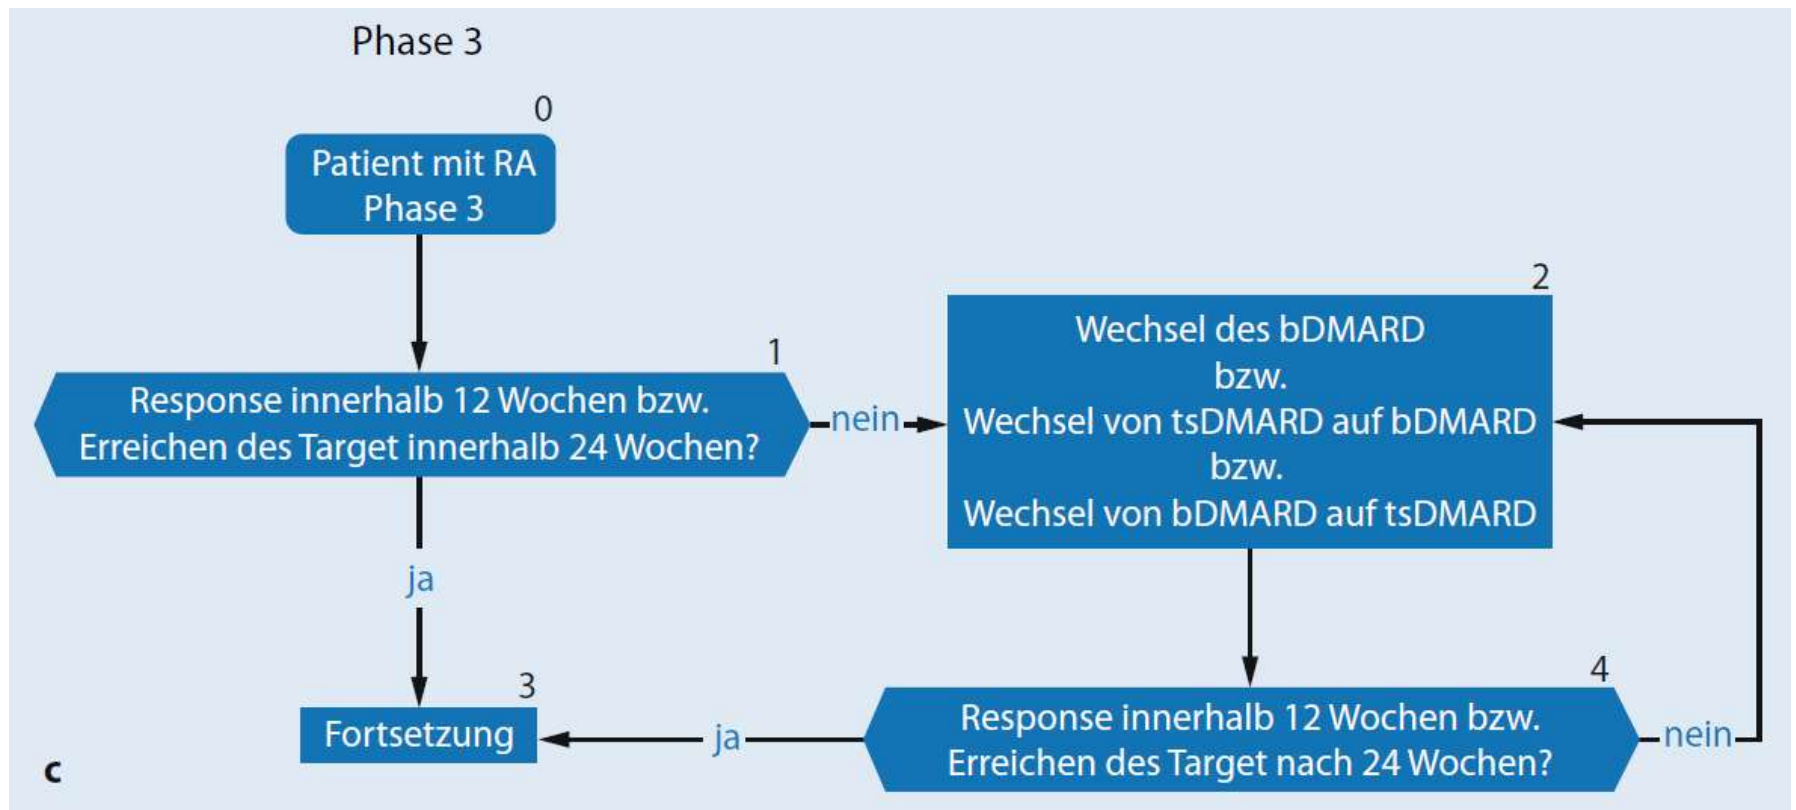 Phase 3
0
Patient mit RA
Phase 3
1
Response innerhalb 12 Wochen bzw.
Erreichen des Target innerhalb 24 Wochen?
nein
2
Wechsel des bDMARD
bzw.
Wechsel von tsDMARD auf bDMARD
bzw.
Wechsel von bDMARD auf tsDMARD
ja
3
Fortsetzung
ja
4
Response innerhalb 12 Wochen bzw.
Erreichen des Target nach 24 Wochen?
nein
c